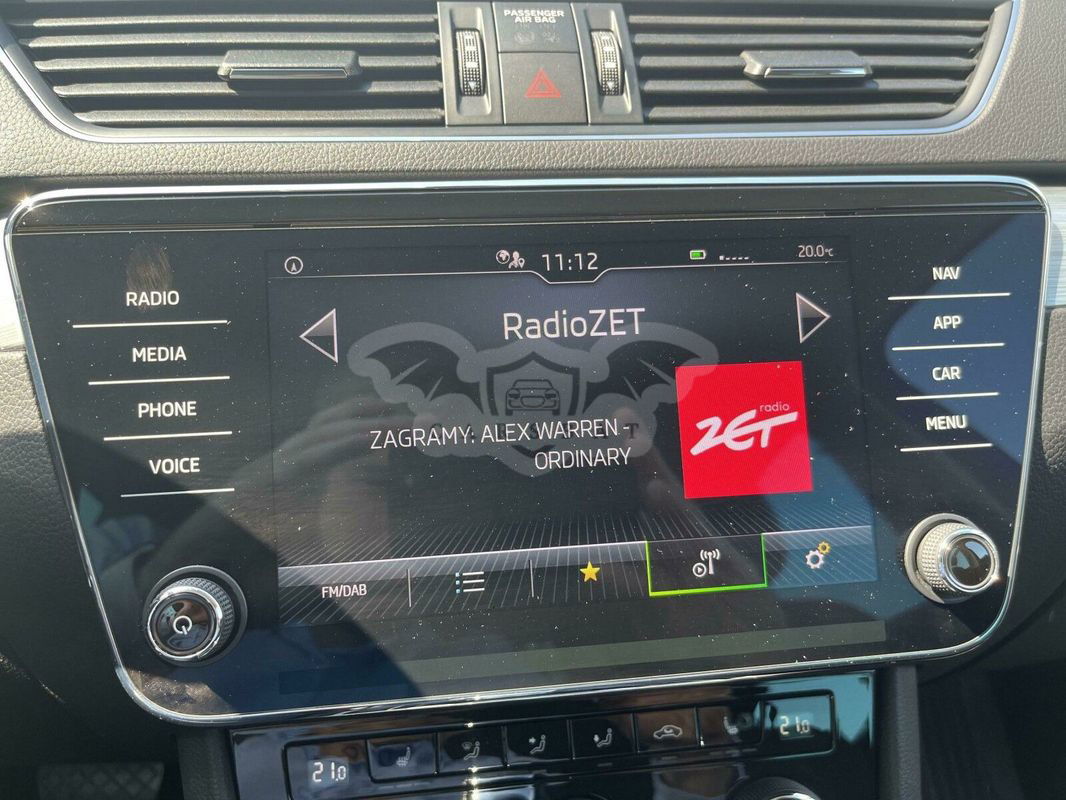 PASSENGER
AIR BAG
RADIO
MEDIA
PHONE
VOICE
11:12
20.0°C
RadioZET
ZAGRAMY: ALEX WARREN -
ORDINARY
radio
ZET
FM/DAB
NAV
APP
CAR
MENU
21.0
21.0